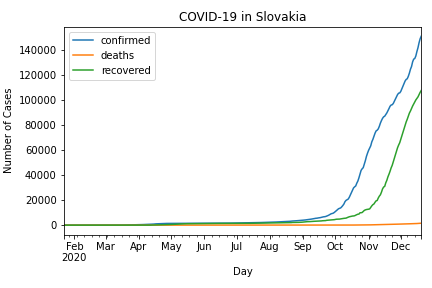 COVID-19 in Slovakia
confirmed
deaths
recovered
Number of Cases
140000
120000
100000
80000
60000
40000
20000
0
Feb Mar Apr May Jun Jul Aug Sep Oct Nov Dec
2020
Day